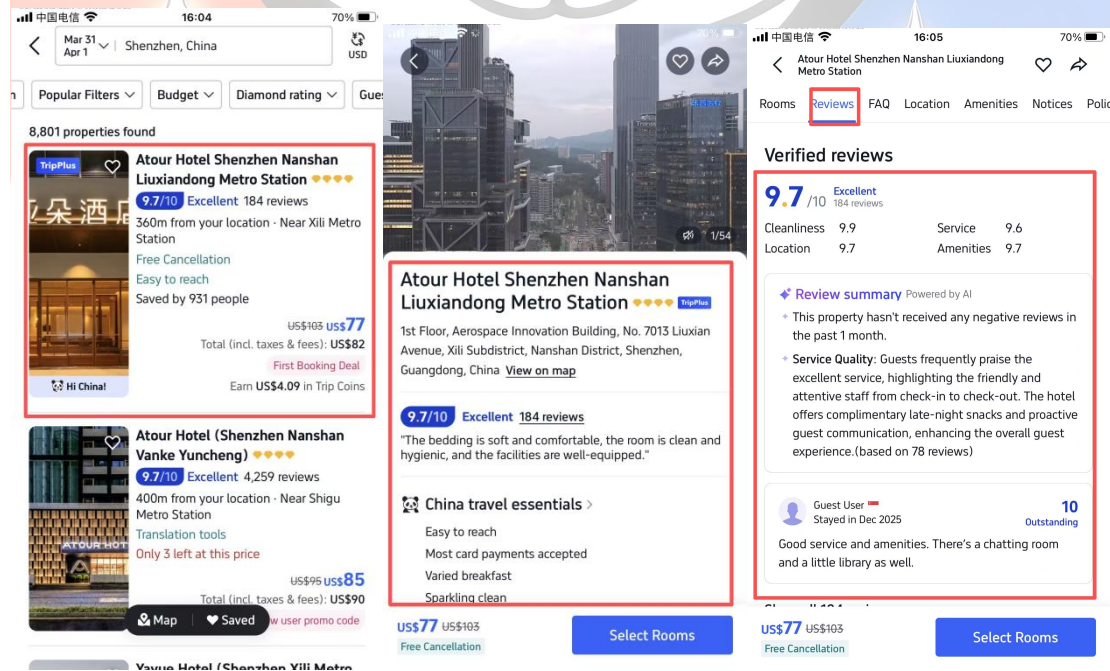 中国电信
16:04
70%
Mar 31
Apr 1
Shenzhen, China
USD
n
Popular Filters
Budget
Diamond rating
Gues
8,801 properties found
TripPlus
亚朵酒店
Hi China!
Atour Hotel Shenzhen Nanshan
Liuxiandong Metro Station
9.7/10 Excellent 184 reviews
360m from your location · Near Xili Metro
Station
Free Cancellation
Easy to reach
Saved by 931 people
US$103 US$77
Total (incl. taxes & fees): US$82
First Booking Deal
Earn US$4.09 in Trip Coins
ATOUR HOT
Atour Hotel (Shenzhen Nanshan
Vanke Yuncheng)
9.7/10 Excellent 4,259 reviews
400m from your location · Near Shigu
Metro Station
Translation tools
Only 3 left at this price
US$95 US$85
Total (incl. taxes & fees): US$90
w user promo code
Map
Saved
Yayue Hotel (Shenzhen Xili Metro
70%
1/54
Atour Hotel Shenzhen Nanshan
Liuxiandong Metro Station TripPlus
1st Floor, Aerospace Innovation Building, No. 7013 Liuxian
Avenue, Xili Subdistrict, Nanshan District, Shenzhen,
Guangdong, China View on map
9.7/10 Excellent 184 reviews
"The bedding is soft and comfortable, the room is clean and
hygienic, and the facilities are well-equipped."
China travel essentials
Easy to reach
Most card payments accepted
Varied breakfast
Sparkling clean
US$77 US$103
Free Cancellation
Select Rooms
中国电信
16:05
70%
Atour Hotel Shenzhen Nanshan Liuxiandong
Metro Station
Rooms
Reviews
FAQ
Location
Amenities
Notices
Polic
Verified reviews
9.7/10
Excellent
184 reviews
Cleanliness 9.9
Service 9.6
Location 9.7
Amenities 9.7
Review summary Powered by AI
This property hasn't received any negative reviews in
the past 1 month.
Service Quality: Guests frequently praise the
excellent service, highlighting the friendly and
attentive staff from check-in to check-out. The hotel
offers complimentary late-night snacks and proactive
guest communication, enhancing the overall guest
experience.(based on 78 reviews)
Guest User
Stayed in Dec 2025
10
Outstanding
Good service and amenities. There's a chatting room
and a little library as well.
US$77 US$103
Free Cancellation
Select Rooms